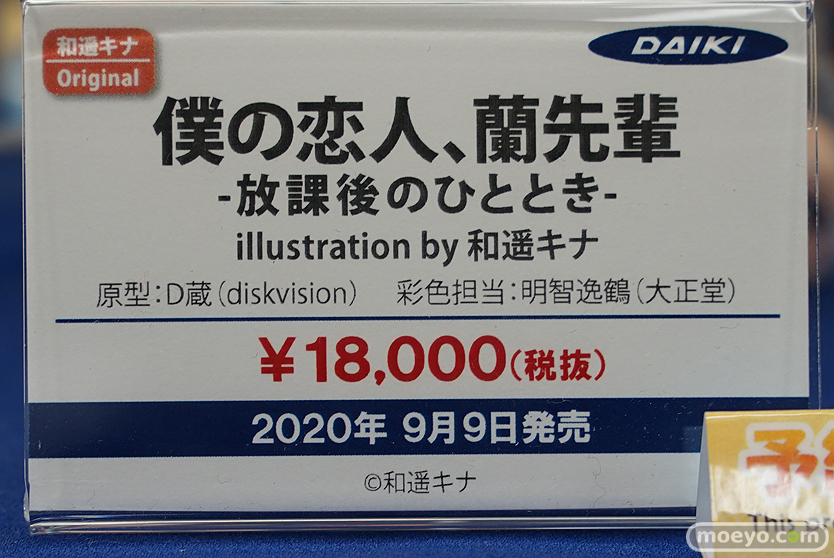 和遥キナ
Original
DAIKI
僕の恋人、蘭先輩
-放課後のひととき-
illustration by 和遥キナ
原型：D蔵（diskvision） 彩色担当：明智逸鶴（大正堂）
￥18,000（税抜）
2020年 9月9日発売
©和遥キナ
予
This pr
moeyo.com